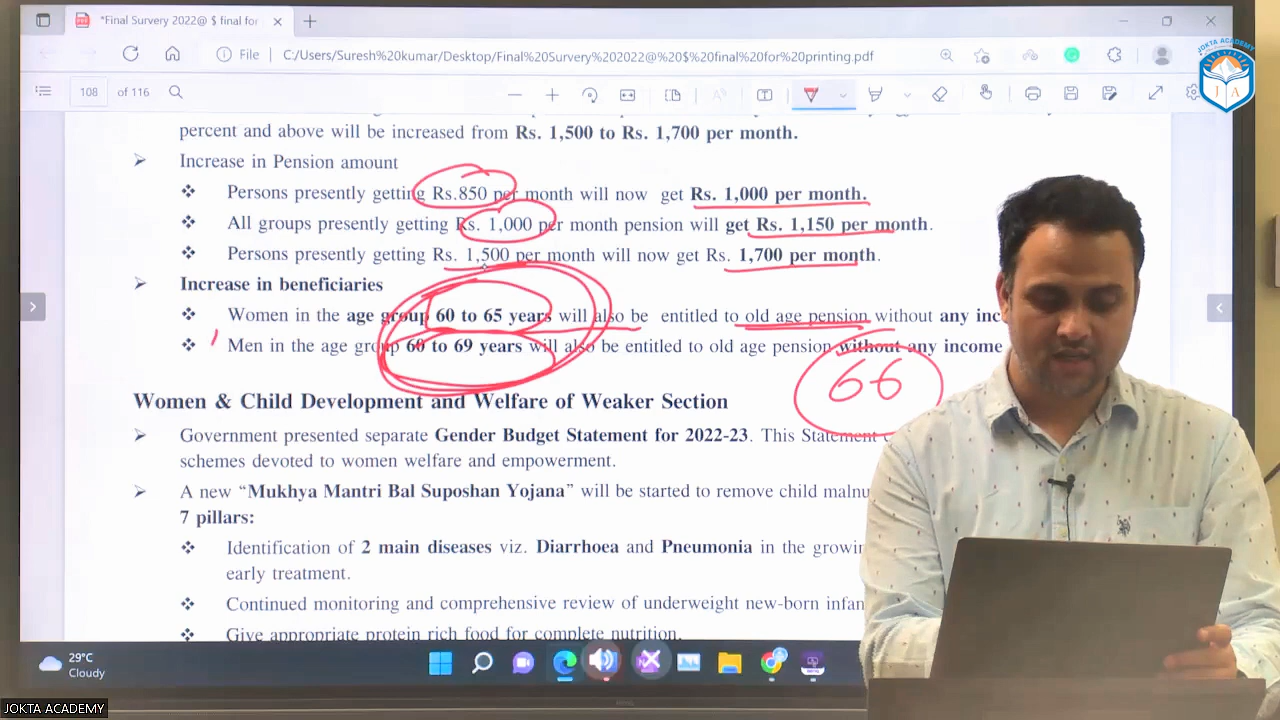 *Final Survery 2022@ $ final for
JOKTA ACADEMY
J A
File C:/Users/Suresh%20kumar/Desktop/Final%20Survery%202022@%20$%20final%20for%20printing.pdf
108 of 116
percent and above will be increased from Rs. 1,500 to Rs. 1,700 per month.
Increase in Pension amount
Persons presently getting Rs.850 per month will now get Rs. 1,000 per month.
All groups presently getting Rs. 1,000 per month pension will get Rs. 1,150 per month.
Persons presently getting Rs. 1,500 per month will now get Rs. 1,700 per month.
Increase in beneficiaries
Women in the age group 60 to 65 years will also be entitled to old age pension without any inc
Men in the age group 60 to 69 years will also be entitled to old age pension without any income
66
Women & Child Development and Welfare of Weaker Section
Government presented separate Gender Budget Statement for 2022-23. This Statement
schemes devoted to women welfare and empowerment.
A new “Mukhya Mantri Bal Suposhan Yojana” will be started to remove child malnu
7 pillars:
Identification of 2 main diseases viz. Diarrhoea and Pneumonia in the growin
early treatment.
Continued monitoring and comprehensive review of underweight new-born infan
Give appropriate protein rich food for complete nutrition.
29°C
Cloudy
JOKTA ACADEMY